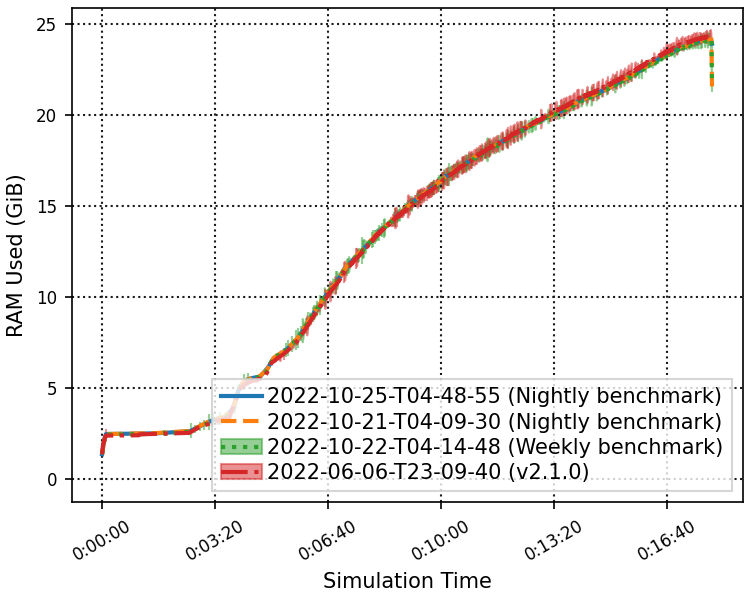 25
20
15
10
5
0
RAM Used (GiB)
2022-10-25-T04-48-55 (Nightly benchmark)
2022-10-21-T04-09-30 (Nightly benchmark)
2022-10-22-T04-14-48 (Weekly benchmark)
2022-06-06-T23-09-40 (v2.1.0)
0:00:00
0:03:20
0:06:40
0:10:00
0:13:20
0:16:40
Simulation Time